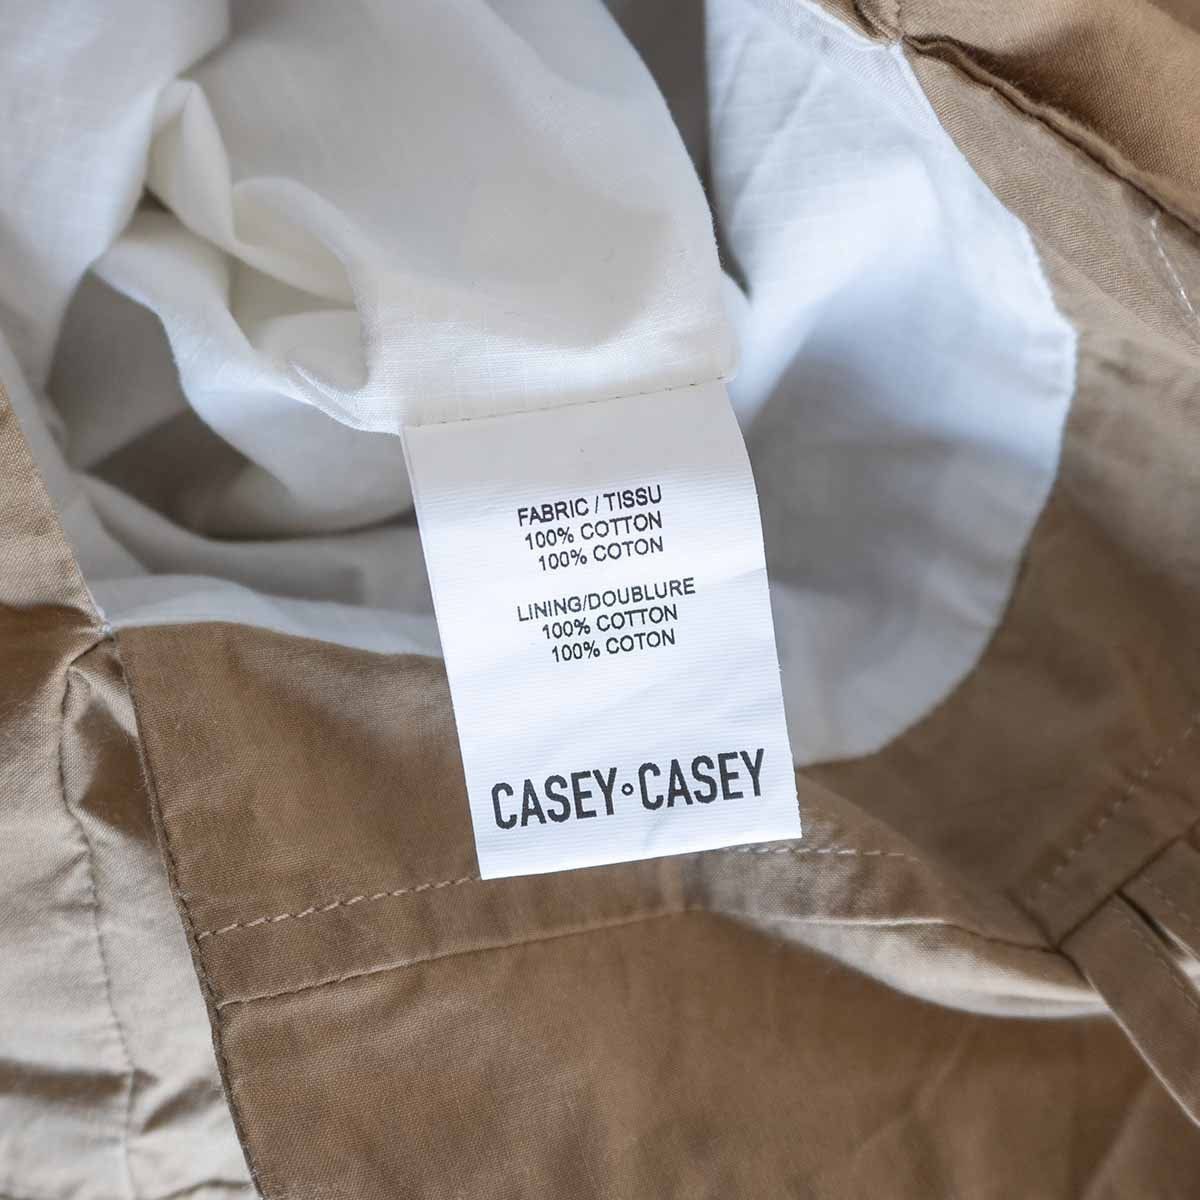 FABRIC / TISSU
100% COTTON
100% COTON
LINING/DOUBLURE
100% COTTON
100% COTON
CASEY°CASEY